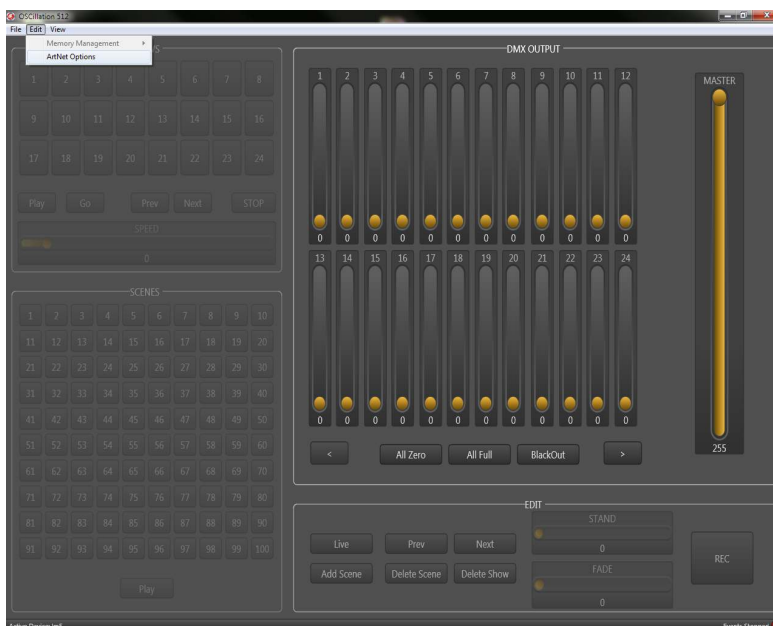 OSCillation 512
File Edit View
Memory Management
ArtNet Options
1 2 3 4 5 6 7 8
9 10 11 12 13 14 15 16
17 18 19 20 21 22 23 24
Play Go Prev Next STOP
SPEED
0
SCENES
1 2 3 4 5 6 7 8 9 10
11 12 13 14 15 16 17 18 19 20
21 22 23 24 25 26 27 28 29 30
31 32 33 34 35 36 37 38 39 40
41 42 43 44 45 46 47 48 49 50
51 52 53 54 55 56 57 58 59 60
61 62 63 64 65 66 67 68 69 70
71 72 73 74 75 76 77 78 79 80
81 82 83 84 85 86 87 88 89 90
91 92 93 94 95 96 97 98 99 100
Play
DMX OUTPUT
1 2 3 4 5 6 7 8 9 10 11 12
0 0 0 0 0 0 0 0 0 0 0 0
13 14 15 16 17 18 19 20 21 22 23 24
0 0 0 0 0 0 0 0 0 0 0 0
< All Zero All Full BlackOut >
MASTER
255
EDIT
Live Prev Next
Add Scene Delete Scene Delete Show
STAND
0
FADE
0
REC